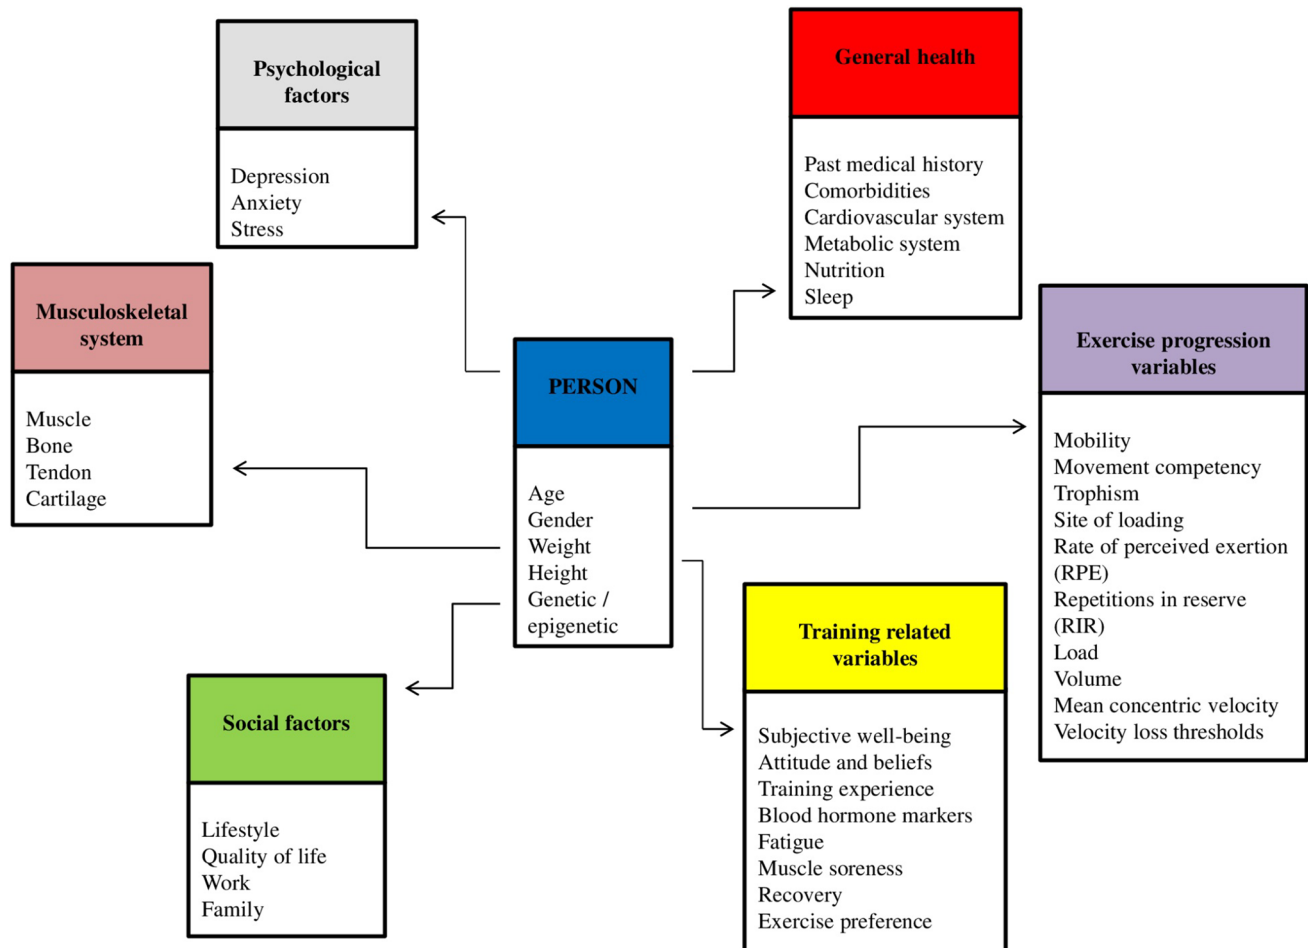 Psychological
factors
Depression
Anxiety
Stress
General health
Past medical history
Comorbidities
Cardiovascular system
Metabolic system
Nutrition
Sleep
Musculoskeletal
system
Muscle
Bone
Tendon
Cartilage
PERSON
Age
Gender
Weight
Height
Genetic /
epigenetic
Exercise progression
variables
Mobility
Movement competency
Trophism
Site of loading
Rate of perceived exertion
(RPE)
Repetitions in reserve
(RIR)
Load
Volume
Mean concentric velocity
Velocity loss thresholds
Social factors
Lifestyle
Quality of life
Work
Family
Training related
variables
Subjective well-being
Attitude and beliefs
Training experience
Blood hormone markers
Fatigue
Muscle soreness
Recovery
Exercise preference